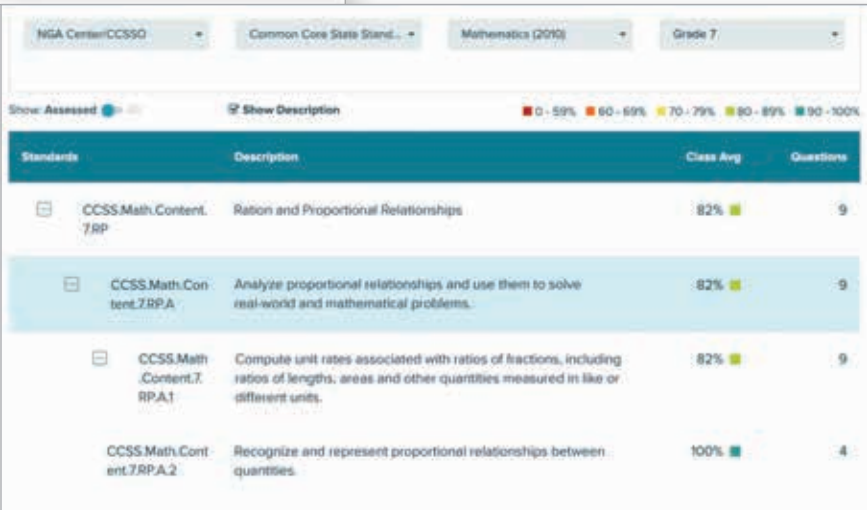 NGA Center/CCSSO
Common Core State Stand...
Mathematics (2010)
Grade 7
Show: Assessed
Show Description
0 - 59% 60 - 69% 70 - 79% 80 - 89% 90 - 100%
Standards Description Class Avg Questions
CCSS.Math.Content. Ration and Proportional Relationships 82% 9
7.RP
CCSS.Math.Con Analyze proportional relationships and use them to solve 82% 9
tent.7.RP.A real-world and mathematical problems.
CCSS.Math Compute unit rates associated with ratios of fractions, including 82% 9
.Content.7. ratios of lengths, areas and other quantities measured in like or
RP.A.1 different units.
CCSS.Math.Cont Recognize and represent proportional relationships between 100% 4
ent.7.RP.A.2 quantities.